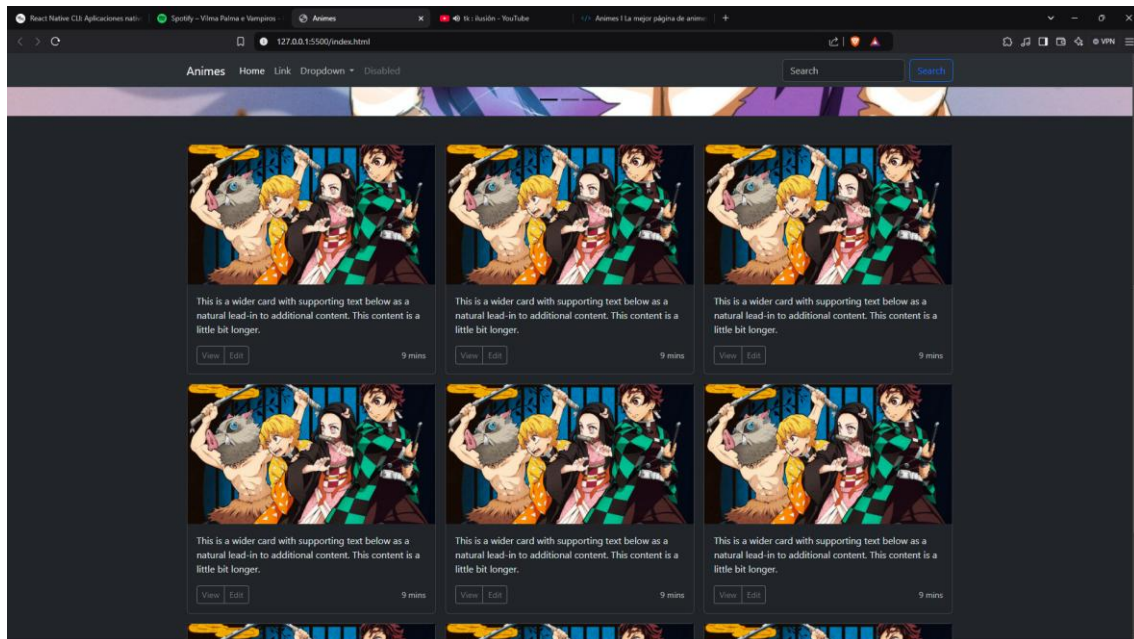 React Native CLI: Aplicaciones nativ
Spotify – Vilma Palma e Vampiros -
Animes
tk : ilusión - YouTube
Animes I La mejor página de anime
127.0.0.1:5500/index.html
VPN
Animes Home Link Dropdown Disabled Search Search
This is a wider card with supporting text below as a
natural lead-in to additional content. This content is a
little bit longer.
View Edit 9 mins
This is a wider card with supporting text below as a
natural lead-in to additional content. This content is a
little bit longer.
View Edit 9 mins
This is a wider card with supporting text below as a
natural lead-in to additional content. This content is a
little bit longer.
View Edit 9 mins
This is a wider card with supporting text below as a
natural lead-in to additional content. This content is a
little bit longer.
View Edit 9 mins
This is a wider card with supporting text below as a
natural lead-in to additional content. This content is a
little bit longer.
View Edit 9 mins
This is a wider card with supporting text below as a
natural lead-in to additional content. This content is a
little bit longer.
View Edit 9 mins